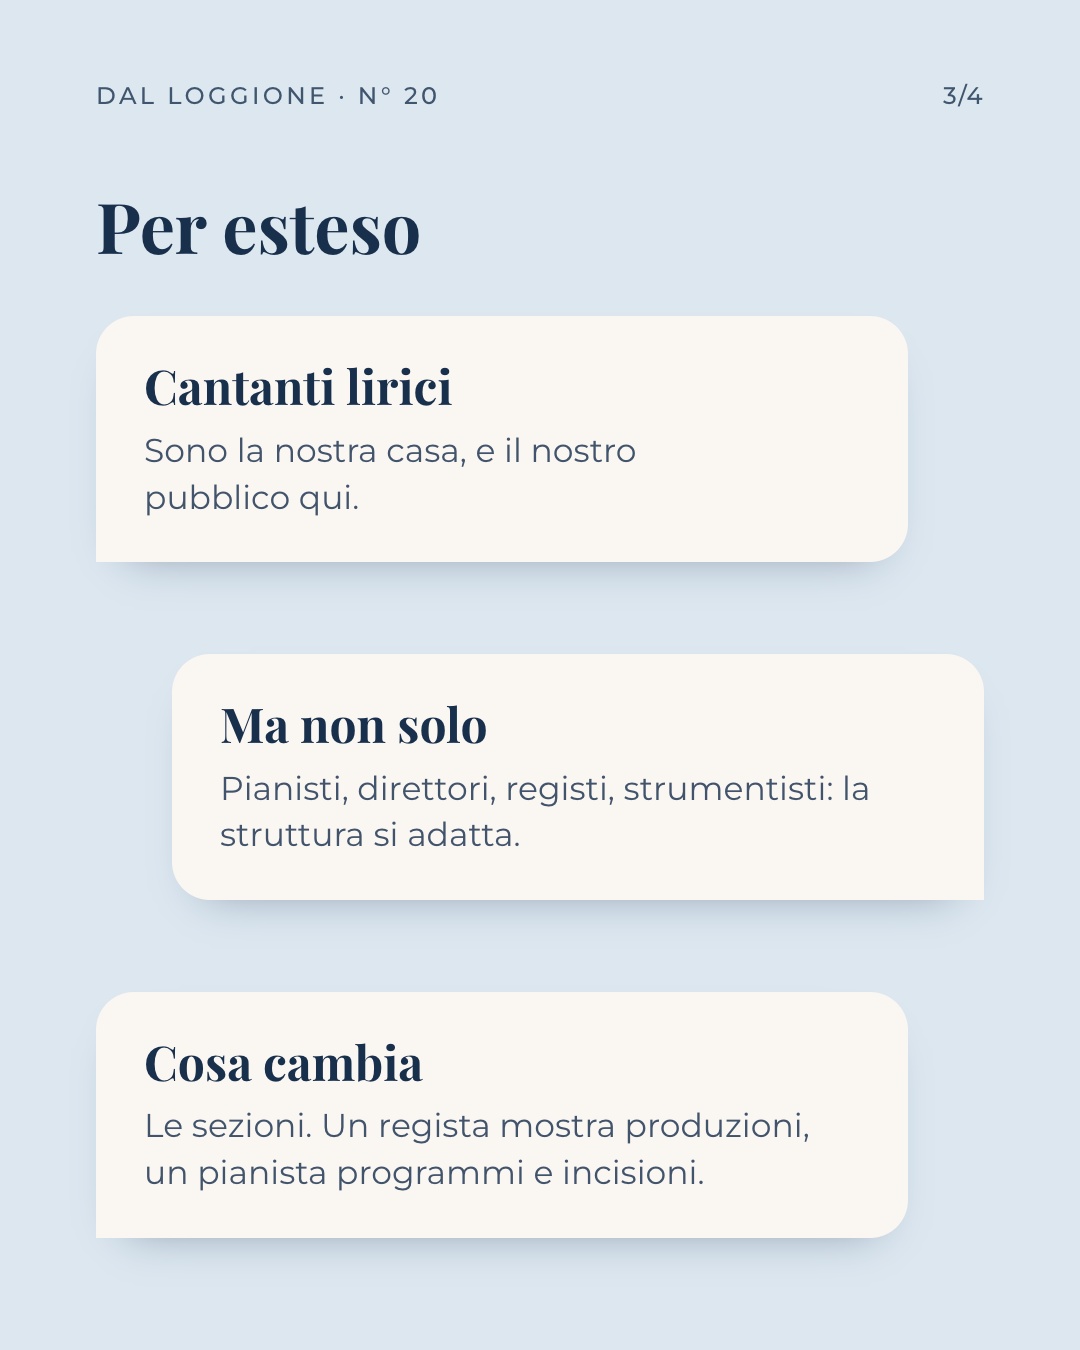 DAL LOGGIONE · N° 20
3/4
Per esteso
Cantanti lirici
Sono la nostra casa, e il nostro
pubblico qui.
Ma non solo
Pianisti, direttori, registi, strumentisti: la
struttura si adatta.
Cosa cambia
Le sezioni. Un regista mostra produzioni,
un pianista programmi e incisioni.